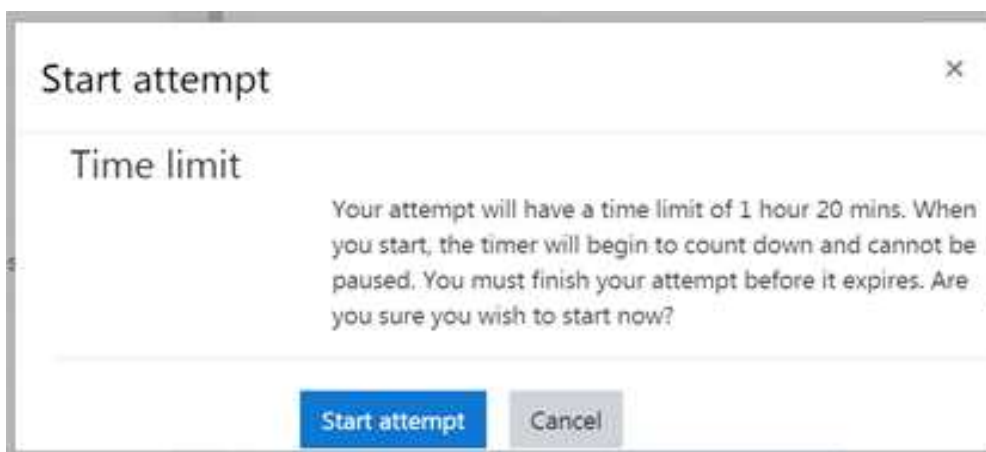 Start attempt
×
Time limit
Your attempt will have a time limit of 1 hour 20 mins. When
you start, the timer will begin to count down and cannot be
paused. You must finish your attempt before it expires. Are
you sure you wish to start now?
Start attempt
Cancel